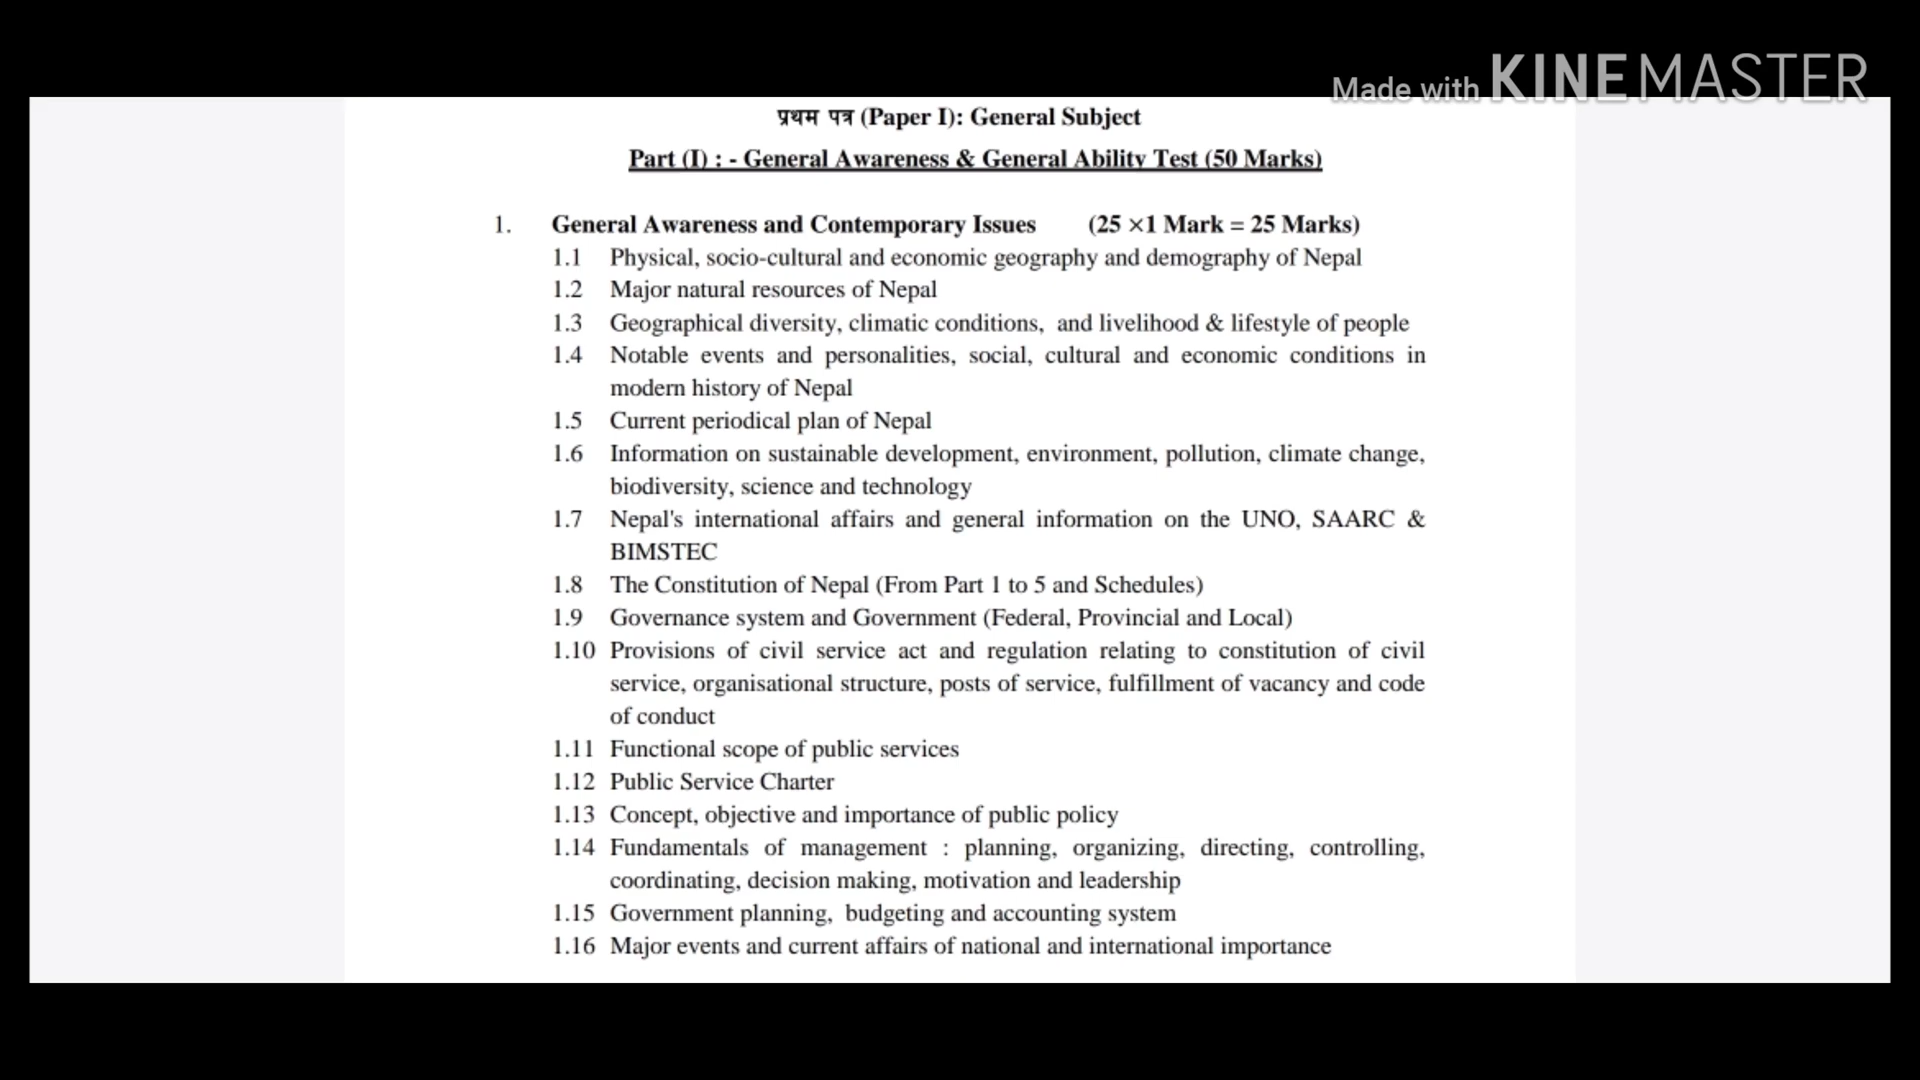 Made with KINEMASTER
प्रथम पत्र (Paper I): General Subject
Part (I) : - General Awareness & General Ability Test (50 Marks)
1. General Awareness and Contemporary Issues (25 ×1 Mark = 25 Marks)
1.1 Physical, socio-cultural and economic geography and demography of Nepal
1.2 Major natural resources of Nepal
1.3 Geographical diversity, climatic conditions, and livelihood & lifestyle of people
1.4 Notable events and personalities, social, cultural and economic conditions in
modern history of Nepal
1.5 Current periodical plan of Nepal
1.6 Information on sustainable development, environment, pollution, climate change,
biodiversity, science and technology
1.7 Nepal's international affairs and general information on the UNO, SAARC &
BIMSTEC
1.8 The Constitution of Nepal (From Part 1 to 5 and Schedules)
1.9 Governance system and Government (Federal, Provincial and Local)
1.10 Provisions of civil service act and regulation relating to constitution of civil
service, organisational structure, posts of service, fulfillment of vacancy and code
of conduct
1.11 Functional scope of public services
1.12 Public Service Charter
1.13 Concept, objective and importance of public policy
1.14 Fundamentals of management : planning, organizing, directing, controlling,
coordinating, decision making, motivation and leadership
1.15 Government planning, budgeting and accounting system
1.16 Major events and current affairs of national and international importance